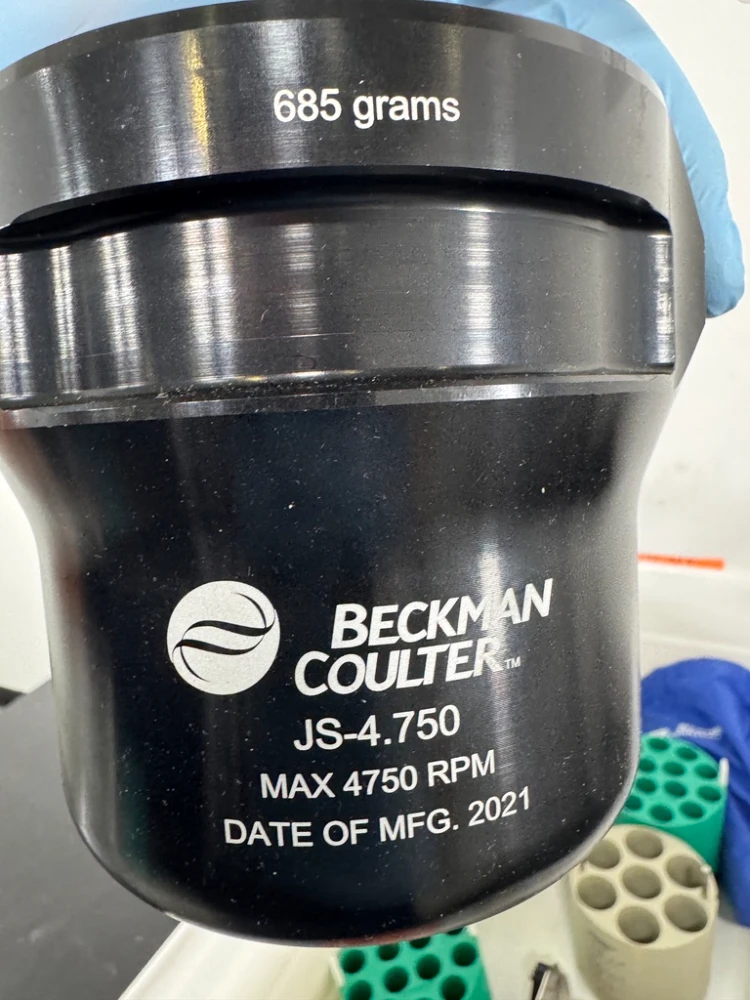 685 grams
BECKMAN
COULTER™
JS-4.750
MAX 4750 RPM
DATE OF MFG. 2021